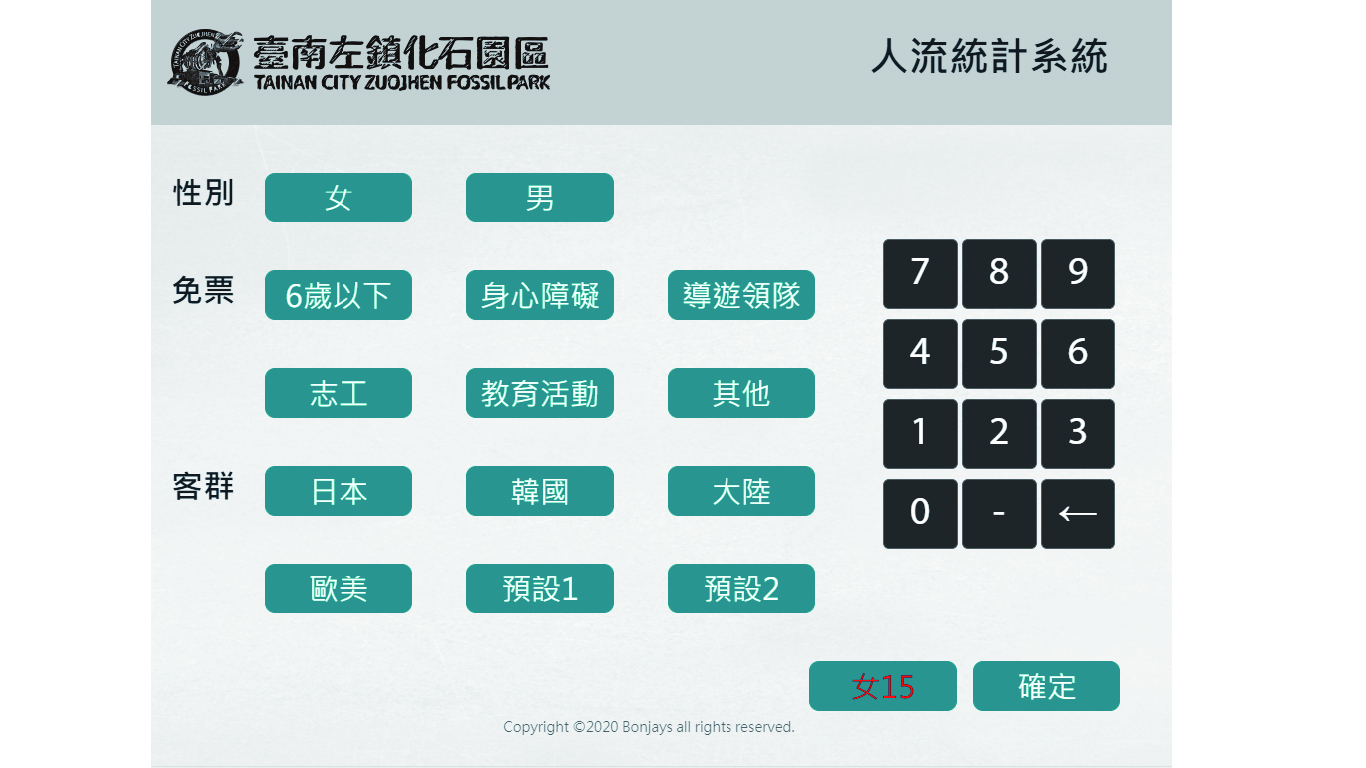 臺南左鎮化石園區
TAINAN CITY ZUOJHEN FOSSIL PARK
人流統計系統
性別 女 男
免票 6歲以下 身心障礙 導遊領隊
志工 教育活動 其他
客群 日本 韓國 大陸
歐美 預設1 預設2
7 8 9
4 5 6
1 2 3
0 - ←
女15 確定
Copyright ©2020 Bonjays all rights reserved.